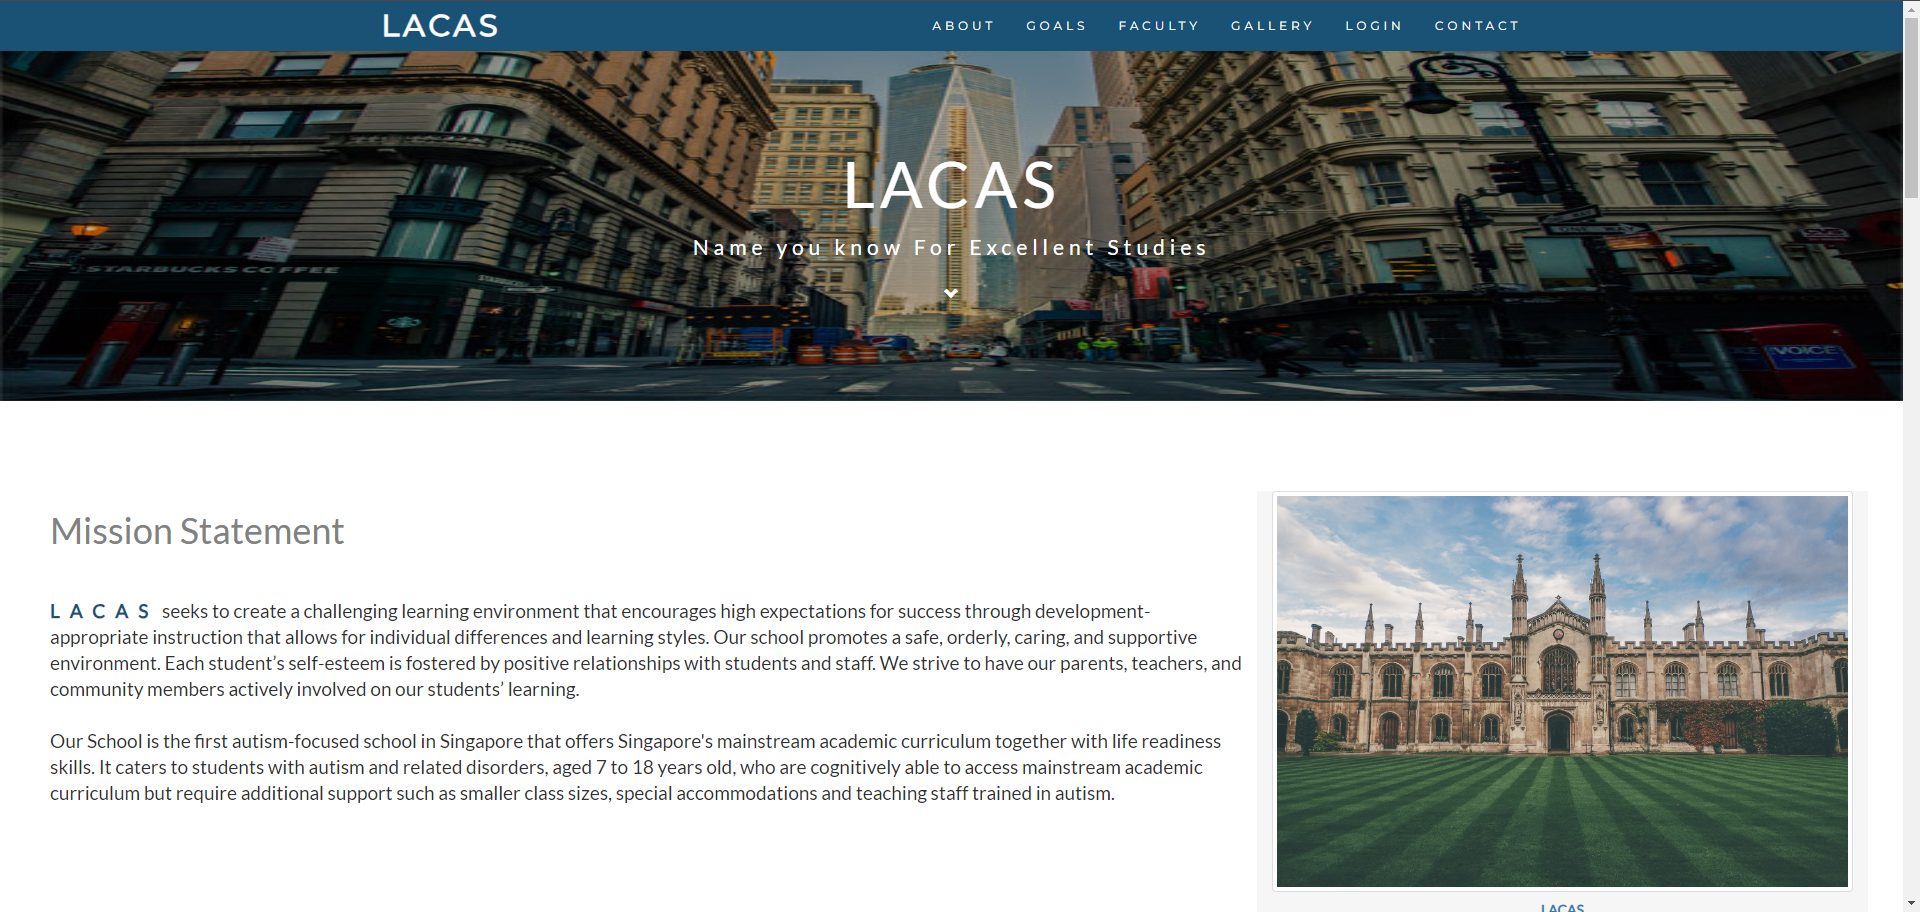 LACAS
ABOUT GOALS FACULTY GALLERY LOGIN CONTACT
LACAS
Name you know For Excellent Studies
STARBUCKS COFFEE
ONE WAY
VOICE
Mission Statement
LACAS seeks to create a challenging learning environment that encourages high expectations for success through development-
appropriate instruction that allows for individual differences and learning styles. Our school promotes a safe, orderly, caring, and supportive
environment. Each student’s self-esteem is fostered by positive relationships with students and staff. We strive to have our parents, teachers, and
community members actively involved on our students’ learning.
Our School is the first autism-focused school in Singapore that offers Singapore's mainstream academic curriculum together with life readiness
skills. It caters to students with autism and related disorders, aged 7 to 18 years old, who are cognitively able to access mainstream academic
curriculum but require additional support such as smaller class sizes, special accommodations and teaching staff trained in autism.
LACAS